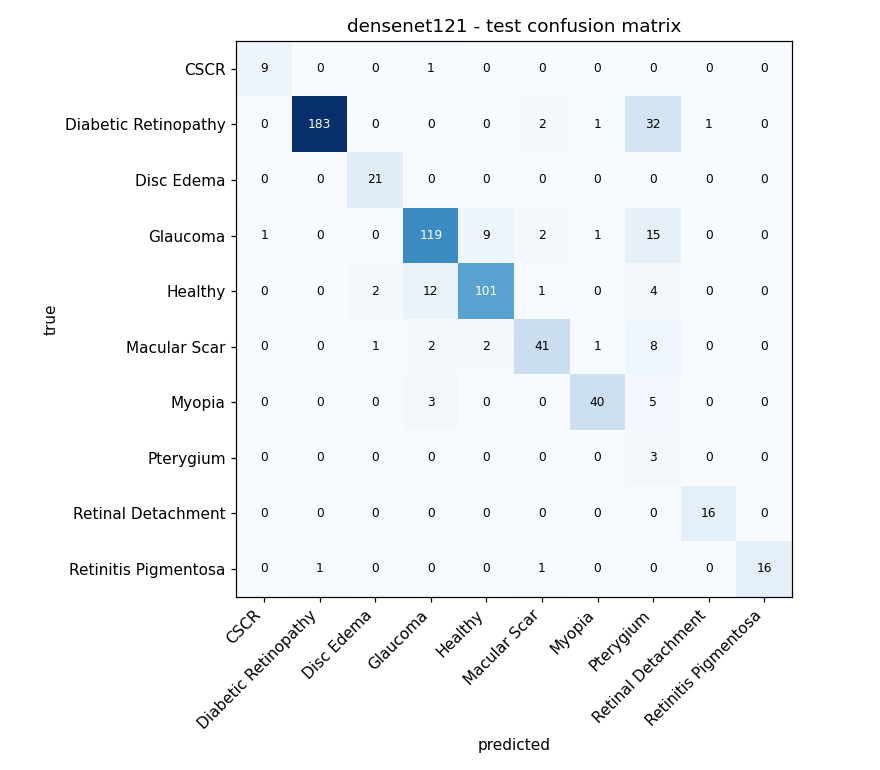 densenet121 - test confusion matrix
CSCR 9 0 0 1 0 0 0 0 0 0
Diabetic Retinopathy 0 183 0 0 0 2 1 32 1 0
Disc Edema 0 0 21 0 0 0 0 0 0 0
Glaucoma 1 0 0 119 9 2 1 15 0 0
Healthy 0 0 2 12 101 1 0 4 0 0
true
Macular Scar 0 0 1 2 2 41 1 8 0 0
Myopia 0 0 0 3 0 0 40 5 0 0
Pterygium 0 0 0 0 0 0 0 3 0 0
Retinal Detachment 0 0 0 0 0 0 0 0 16 0
Retinitis Pigmentosa 0 1 0 0 0 1 0 0 0 16
CSCR
Diabetic Retinopathy
Disc Edema
Glaucoma
Healthy
Macular Scar
Myopia
Pterygium
Retinal Detachment
Retinitis Pigmentosa
predicted